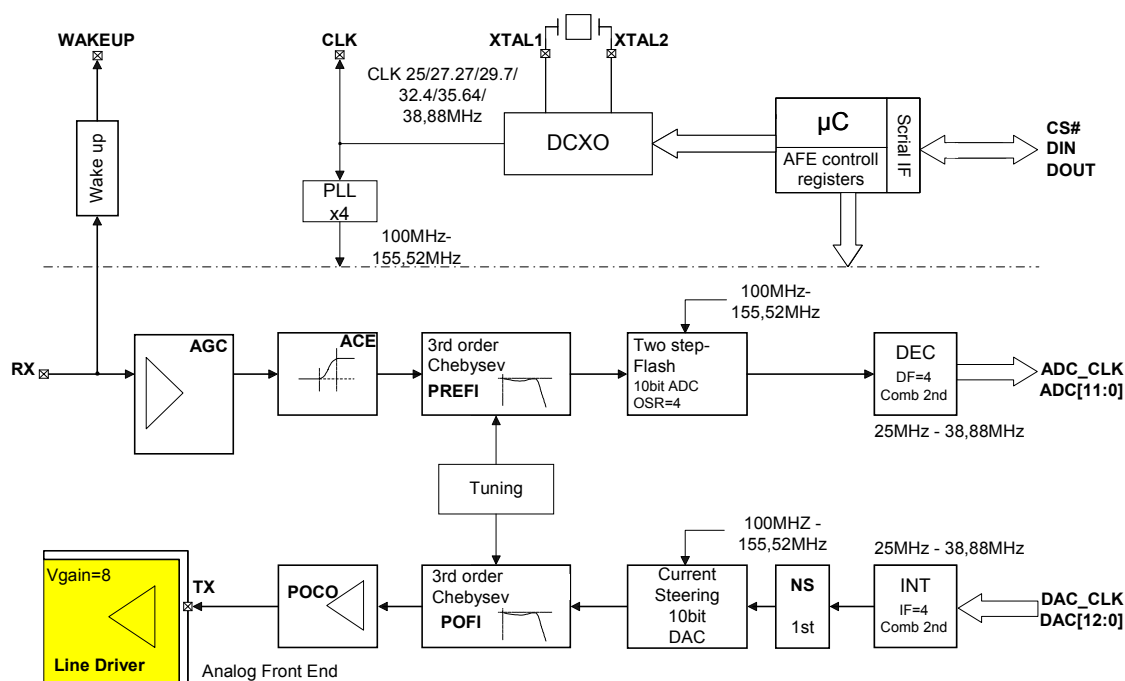 WAKEUP
CLK
XTAL1
XTAL2
CLK 25/27.27/29.7/
32.4/35.64/
38,88MHz
Wake up
DCXO
µC
AFE controll
registers
Scrial IF
CS#
DIN
DOUT
PLL
x4
100MHz-
155,52MHz
100MHz-
155,52MHz
RX
AGC
ACE
3rd order
Chebysev
PREFI
Two step-
Flash
10bit ADC
OSR=4
DEC
DF=4
Comb 2nd
ADC_CLK
ADC[11:0]
25MHz - 38,88MHz
Tuning
100MHZ -
155,52MHz
25MHz - 38,88MHz
Vgain=8
Line Driver
TX
POCO
3rd order
Chebysev
POFI
Current
Steering
10bit
DAC
NS
1st
INT
IF=4
Comb 2nd
DAC_CLK
DAC[12:0]
Analog Front End